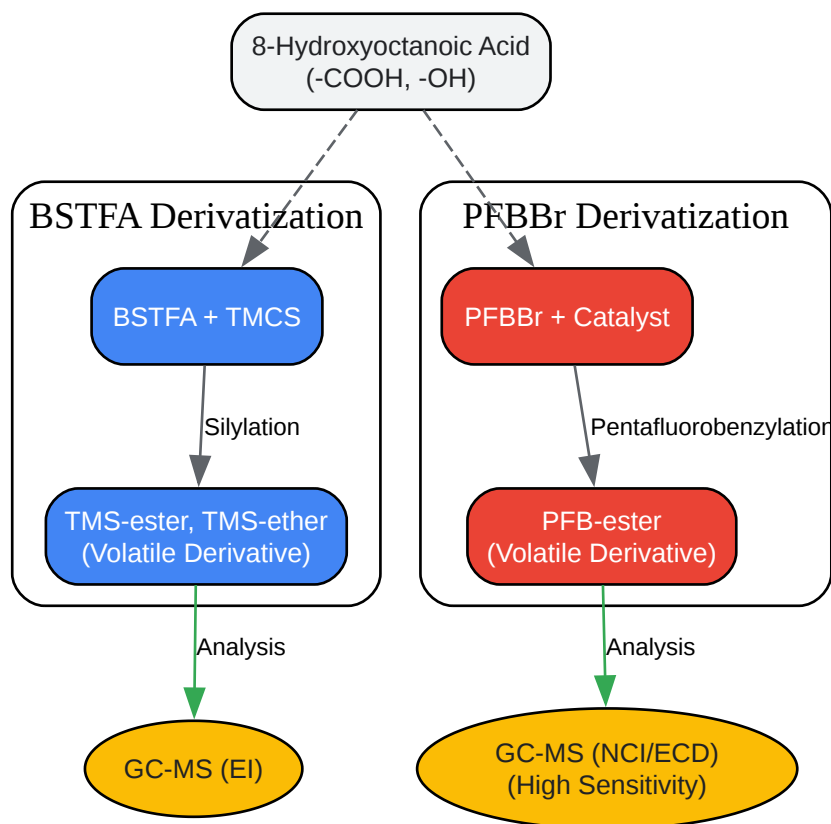 8-Hydroxyoctanoic Acid
(-COOH, -OH)
BSTFA Derivatization
BSTFA + TMCS
Silylation
TMS-ester, TMS-ether
(Volatile Derivative)
Analysis
GC-MS (EI)
PFBBr Derivatization
PFBBr + Catalyst
Pentafluorobenzylation
PFB-ester
(Volatile Derivative)
Analysis
GC-MS (NCI/ECD)
(High Sensitivity)